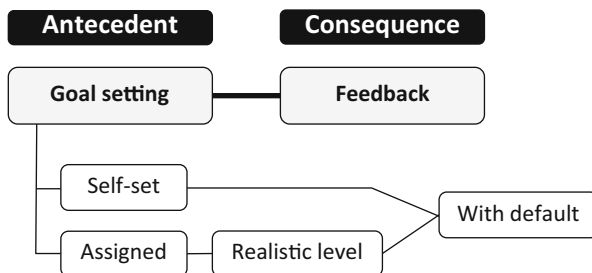 Antecedent Consequence
Goal setting Feedback
Self-set
With default
Assigned Realistic level